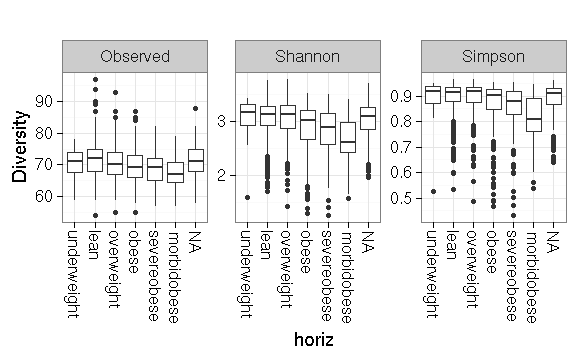 Observed
Shannon
Simpson
Diversity
90
80
70
60
3
2
0.9
0.8
0.7
0.6
0.5
underweight
lean
overweight
obese
severeobese
morbidobese
NA
underweight
lean
overweight
obese
severeobese
morbidobese
NA
underweight
lean
overweight
obese
severeobese
morbidobese
NA
horiz